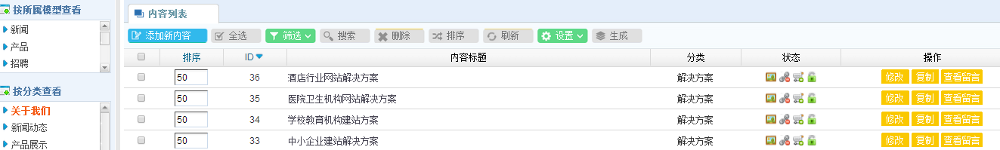 按所属模型查看
新闻
产品
招聘
按分类查看
关于我们
新闻动态
产品展示
内容列表
添加新内容 全选 筛选 搜索 删除 排序 刷新 设置 生成
排序 ID 内容标题 分类 状态 操作
50 36 酒店行业网站解决方案 解决方案 修改 复制 查看留言
50 35 医院卫生机构网站解决方案 解决方案 修改 复制 查看留言
50 34 学校教育机构建站方案 解决方案 修改 复制 查看留言
50 33 中小企业建站解决方案 解决方案 修改 复制 查看留言